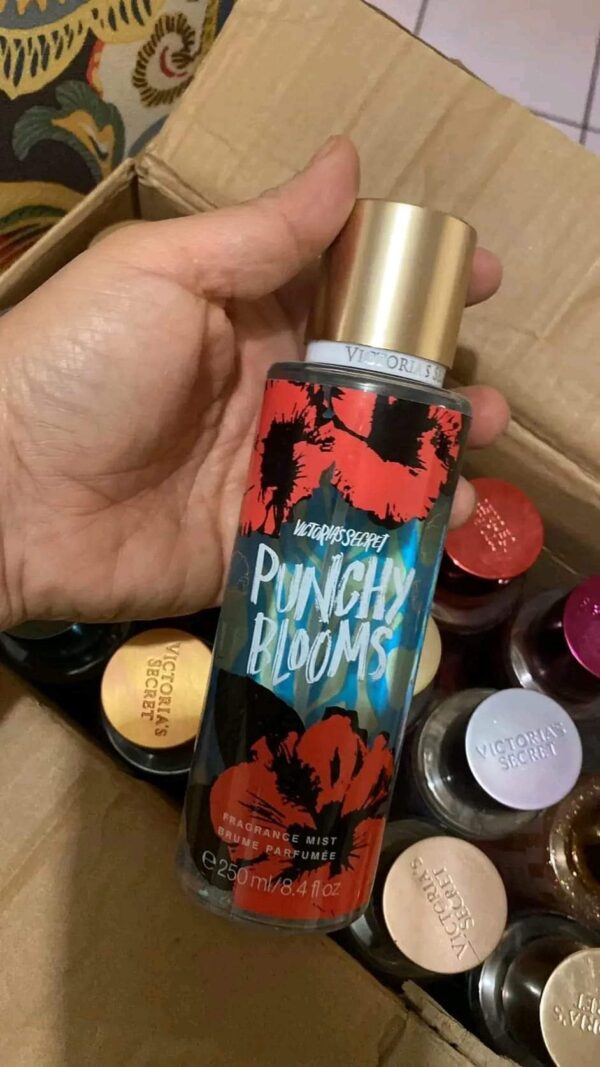 VICTORIA'S SE
VICTORIA'S SECRET
PUNCHY
BLOOMS
FRAGRANCE MIST
BRUME PARFUMÉE
e 250 ml/8.4 fl oz
VICTORIA'S
SECRET
VICTORIA'S
SECRET
VICTORIA'S
SECRET